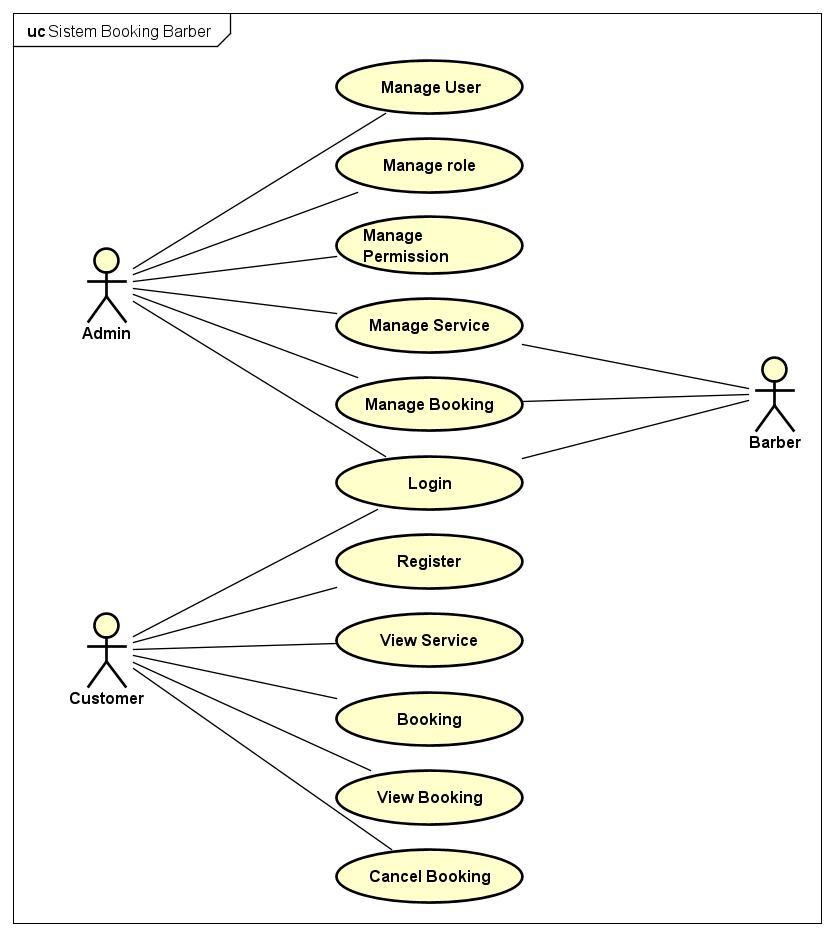 uc Sistem Booking Barber
Manage User
Manage role
Manage
Permission
Admin
Manage Service
Manage Booking
Barber
Login
Register
View Service
Customer
Booking
View Booking
Cancel Booking